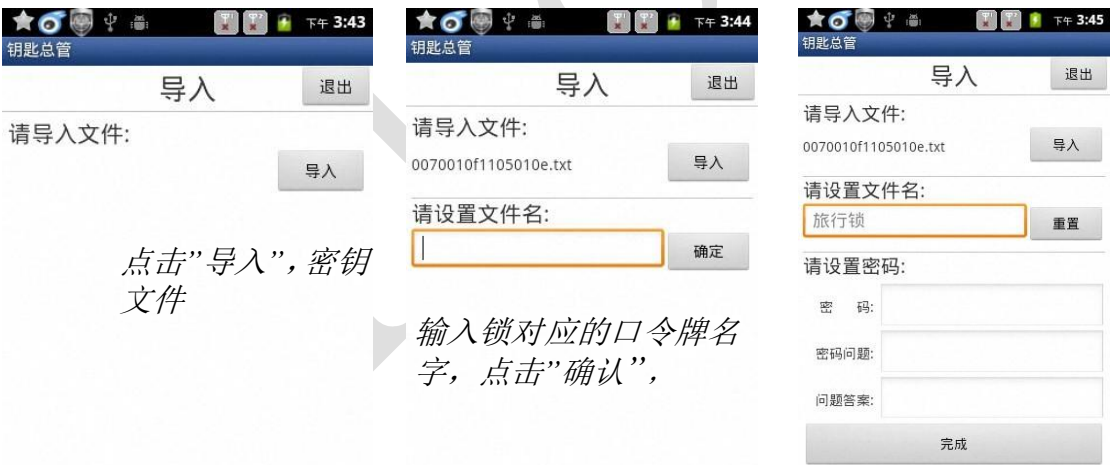 下午 3:43
钥匙总管
导入
退出
请导入文件:
导入
点击”导入”，密钥
文件
下午 3:44
钥匙总管
导入
退出
请导入文件:
0070010f1105010e.txt
导入
请设置文件名:
确定
输入锁对应的口令牌名
字，点击”确认”，
下午 3:45
钥匙总管
导入
退出
请导入文件:
0070010f1105010e.txt
导入
请设置文件名:
旅行锁
重置
请设置密码:
密 码:
密码问题:
问题答案:
完成